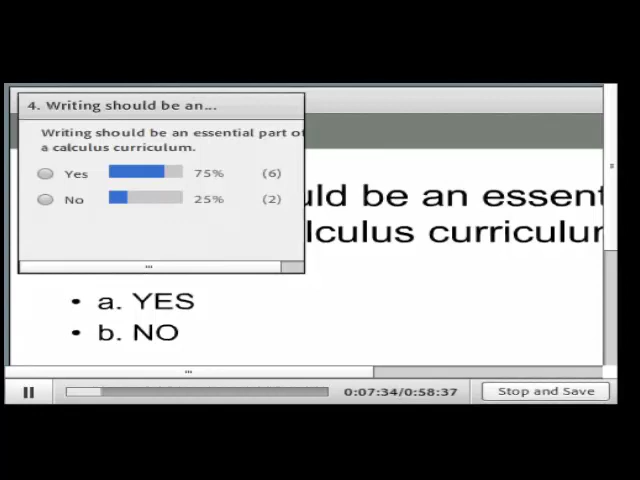 4. Writing should be an...
Writing should be an essential part of
a calculus curriculum.
Yes 75% (6)
No 25% (2)
uld be an essent
lculus curriculur
• a. YES
• b. NO
0:07:34/0:58:37 Stop and Save